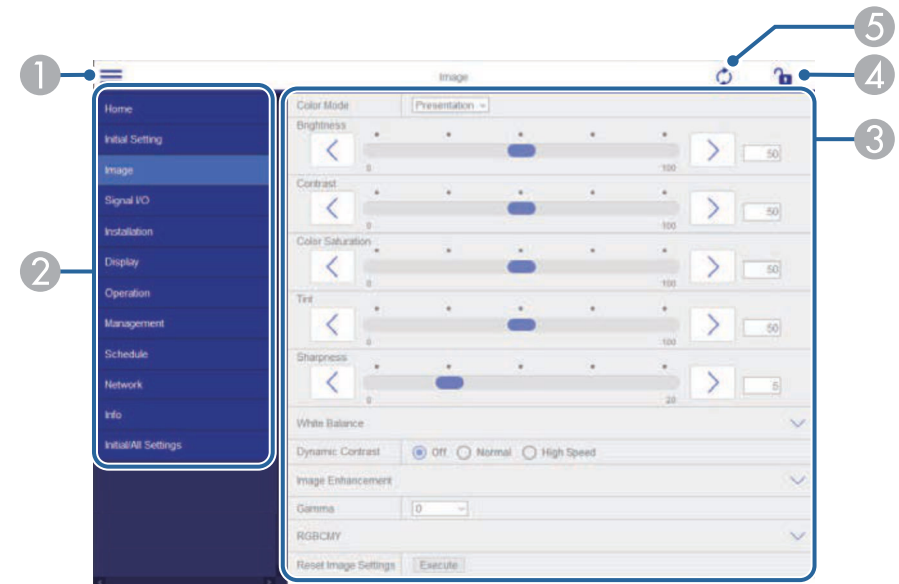 5
1
Image
4
Home
Initial Setting
Image
Signal I/O
Installation
Display
Operation
Management
Schedule
Network
Info
Initial/All Settings
2
Color Mode Presentation
Brightness
0 100 50
3
Contrast
0 100 50
Color Saturation
0 100 50
Tint
0 100 50
Sharpness
0 20 5
White Balance
Dynamic Contrast Off Normal High Speed
Image Enhancement
Gamma 0
RGBCMY
Reset Image Settings Execute